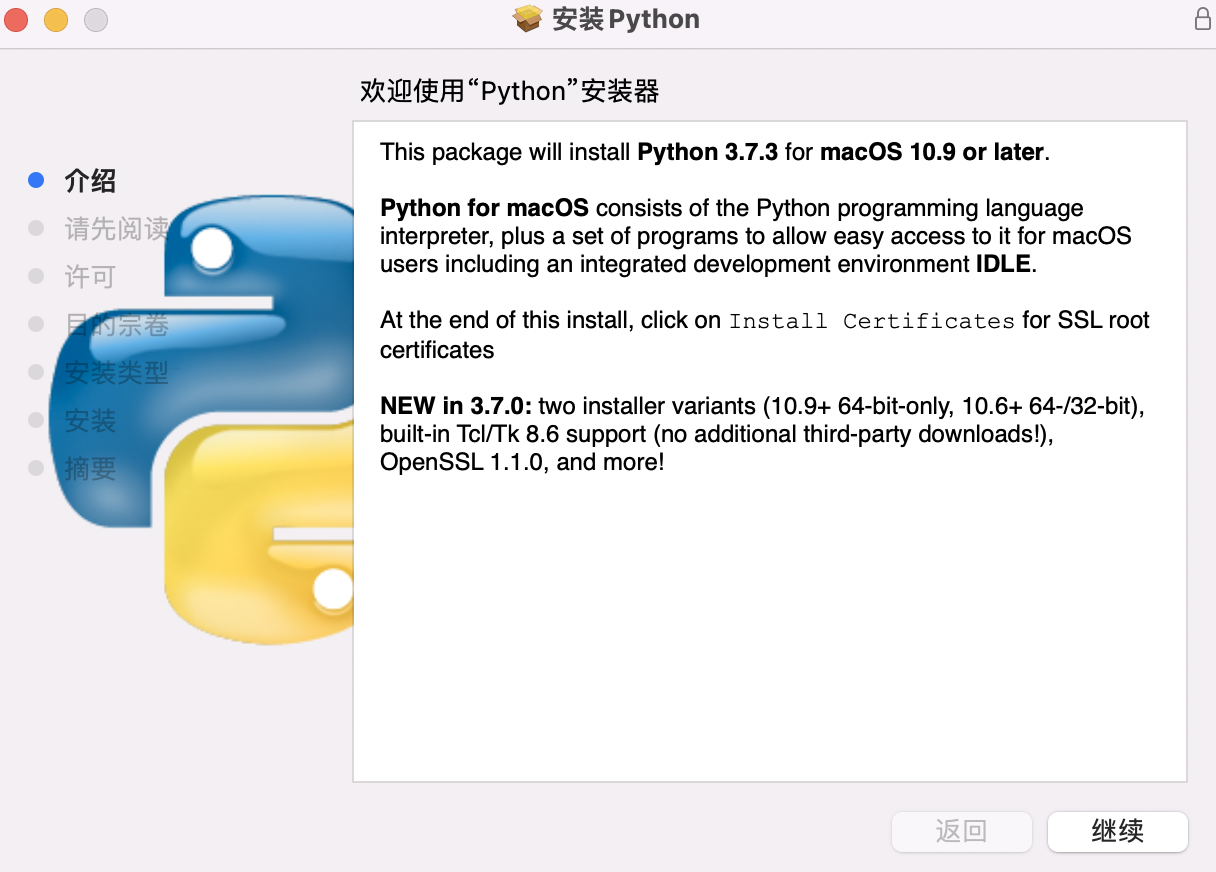 安装 Python
欢迎使用“Python”安装器
介绍
请先阅读
许可
目的宗卷
安装类型
安装
摘要
This package will install Python 3.7.3 for macOS 10.9 or later.
Python for macOS consists of the Python programming language
interpreter, plus a set of programs to allow easy access to it for macOS
users including an integrated development environment IDLE.
At the end of this install, click on Install Certificates for SSL root
certificates
NEW in 3.7.0: two installer variants (10.9+ 64-bit-only, 10.6+ 64-/32-bit),
built-in Tcl/Tk 8.6 support (no additional third-party downloads!),
OpenSSL 1.1.0, and more!
返回
继续